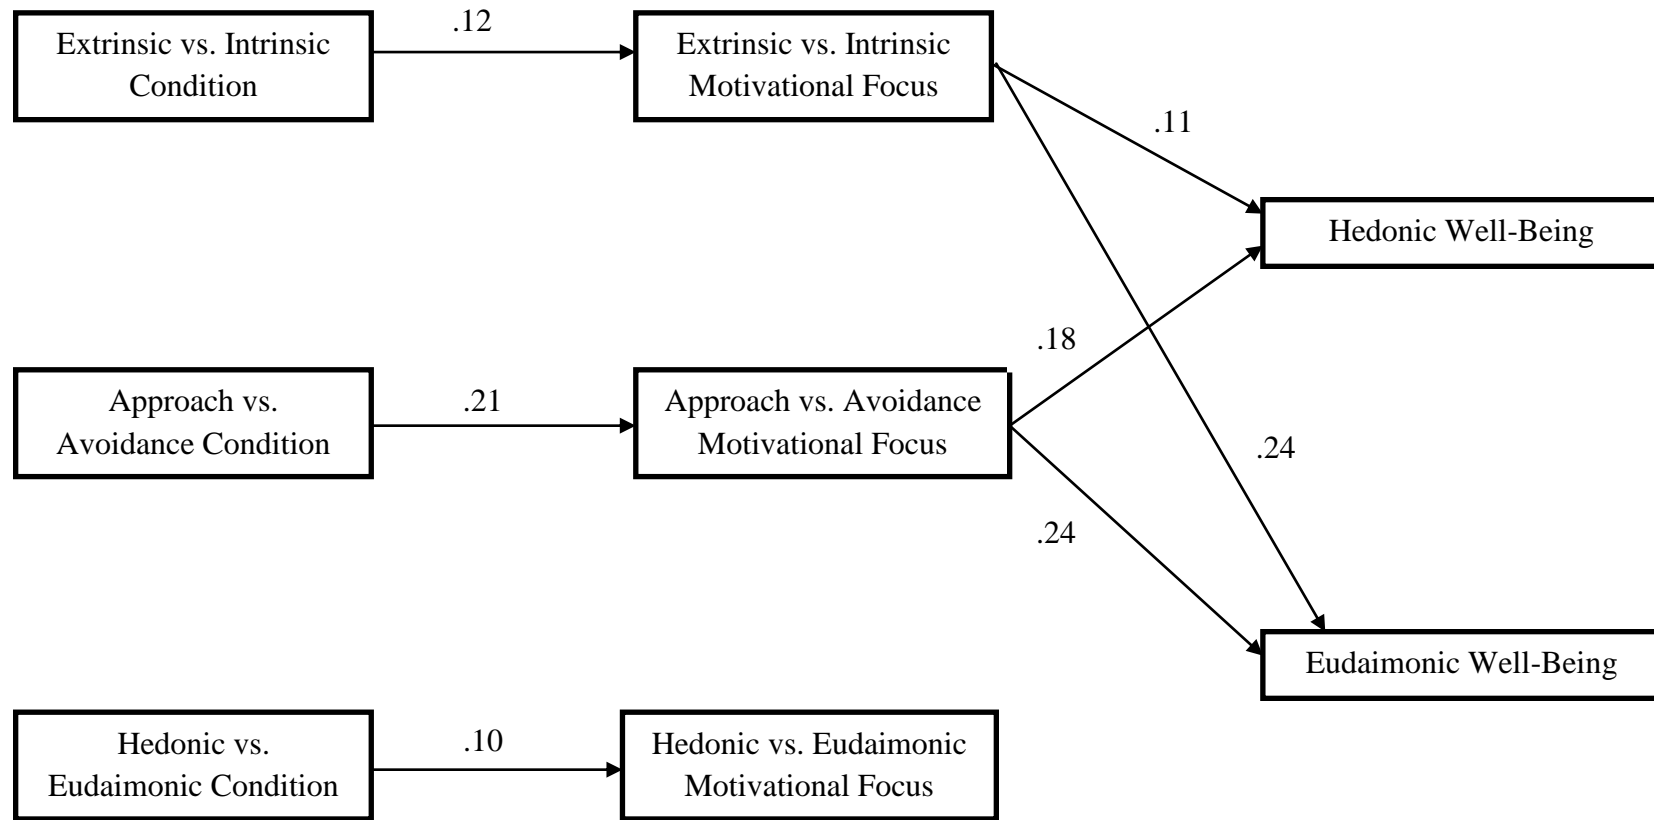 .12
Extrinsic vs. Intrinsic
Condition
Extrinsic vs. Intrinsic
Motivational Focus
.11
Hedonic Well-Being
.18
Approach vs.
Avoidance Condition
.21
Approach vs. Avoidance
Motivational Focus
.24
.24
Eudaimonic Well-Being
Hedonic vs.
Eudaimonic Condition
.10
Hedonic vs. Eudaimonic
Motivational Focus